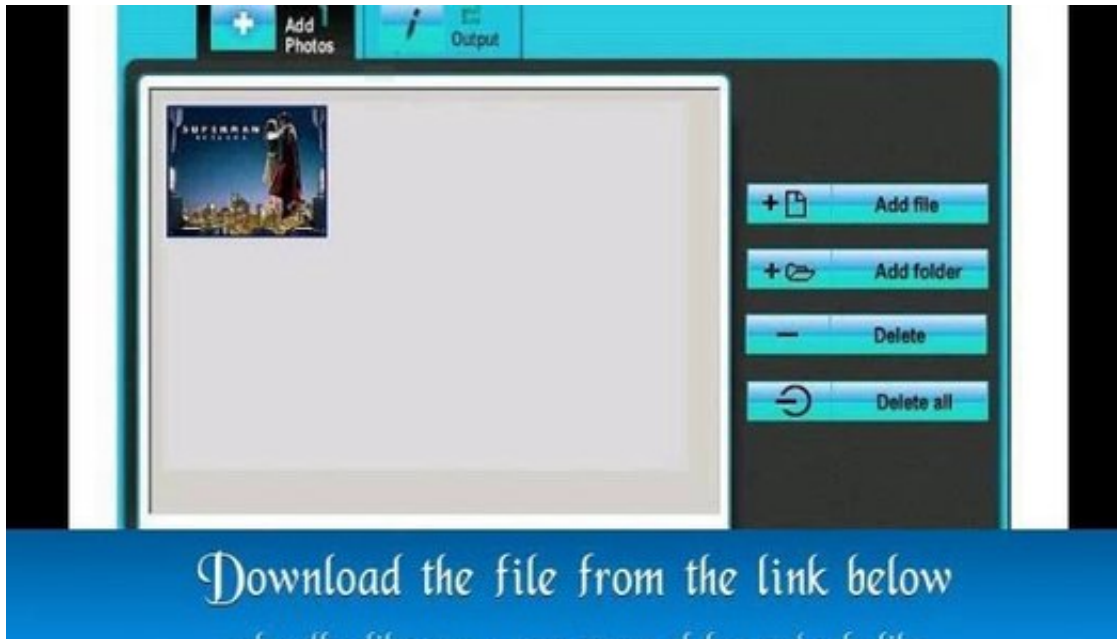 Add
Photos
Output
SUPERMAN
Add file
Add folder
Delete
Delete all
Download the file from the link below